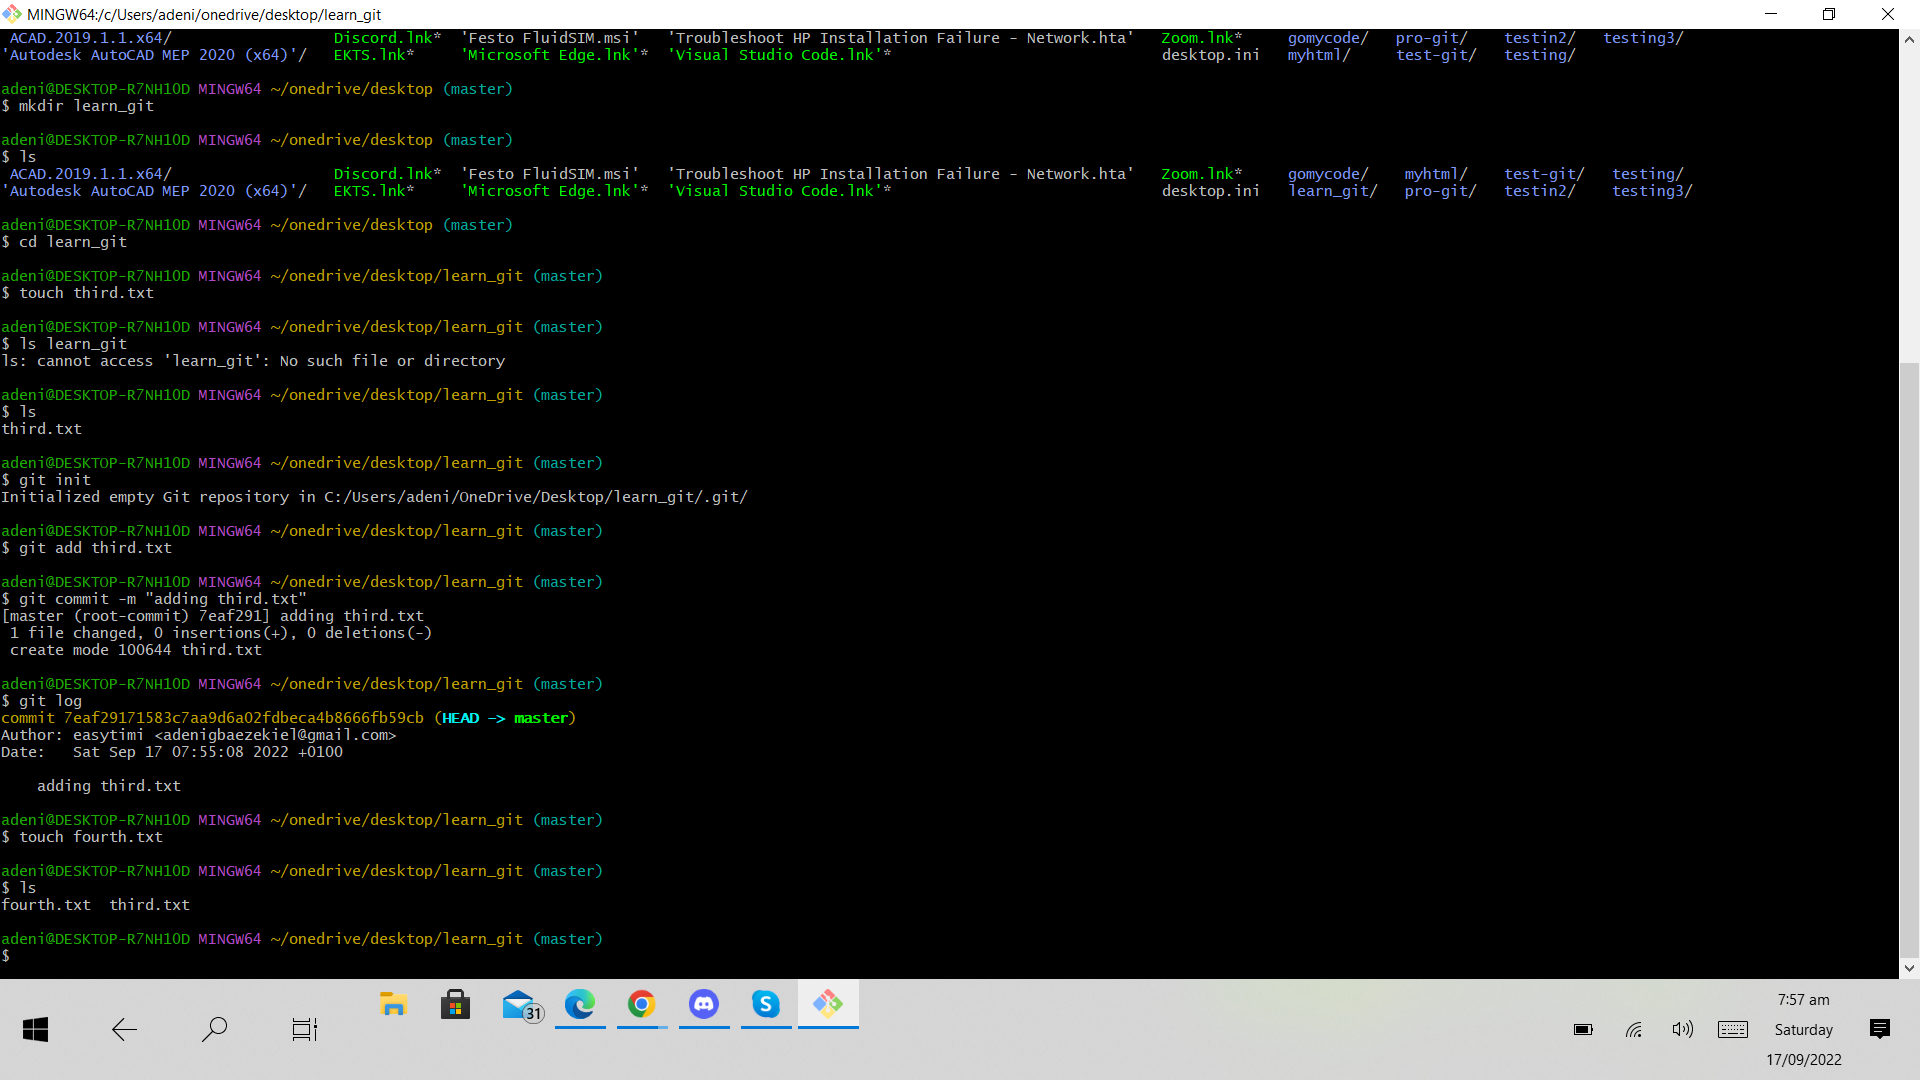 MINGW64:/c/Users/adeni/onedrive/desktop/learn_git
 ACAD.2019.1.1.x64/                  Discord.lnk*  'Festo FluidSIM.msi'   'Troubleshoot HP Installation Failure - Network.hta'   Zoom.lnk*     gomycode/   pro-git/    testin2/   testing3/
'Autodesk AutoCAD MEP 2020 (x64)'/   EKTS.lnk*     'Microsoft Edge.lnk'*  'Visual Studio Code.lnk'*                              desktop.ini   myhtml/     test-git/   testing/
adeni@DESKTOP-R7NH1OD MINGW64 ~/onedrive/desktop (master)
$ mkdir learn_git
adeni@DESKTOP-R7NH1OD MINGW64 ~/onedrive/desktop (master)
$ ls
 ACAD.2019.1.1.x64/                  Discord.lnk*  'Festo FluidSIM.msi'   'Troubleshoot HP Installation Failure - Network.hta'   Zoom.lnk*     gomycode/    myhtml/    test-git/   testing/
'Autodesk AutoCAD MEP 2020 (x64)'/   EKTS.lnk*     'Microsoft Edge.lnk'*  'Visual Studio Code.lnk'*                              desktop.ini   learn_git/   pro-git/   testin2/    testing3/
adeni@DESKTOP-R7NH1OD MINGW64 ~/onedrive/desktop (master)
$ cd learn_git
adeni@DESKTOP-R7NH1OD MINGW64 ~/onedrive/desktop/learn_git (master)
$ touch third.txt
adeni@DESKTOP-R7NH1OD MINGW64 ~/onedrive/desktop/learn_git (master)
$ ls learn_git
ls: cannot access 'learn_git': No such file or directory
adeni@DESKTOP-R7NH1OD MINGW64 ~/onedrive/desktop/learn_git (master)
$ ls
third.txt
adeni@DESKTOP-R7NH1OD MINGW64 ~/onedrive/desktop/learn_git (master)
$ git init
Initialized empty Git repository in C:/Users/adeni/OneDrive/Desktop/learn_git/.git/
adeni@DESKTOP-R7NH1OD MINGW64 ~/onedrive/desktop/learn_git (master)
$ git add third.txt
adeni@DESKTOP-R7NH1OD MINGW64 ~/onedrive/desktop/learn_git (master)
$ git commit -m "adding third.txt"
[master (root-commit) 7eaf291] adding third.txt
 1 file changed, 0 insertions(+), 0 deletions(-)
 create mode 100644 third.txt
adeni@DESKTOP-R7NH1OD MINGW64 ~/onedrive/desktop/learn_git (master)
$ git log
commit 7eaf29171583c7aa9d6a02fdbeca4b8666fb59cb (HEAD -> master)
Author: easytimi <adenigbaezekiel@gmail.com>
Date:   Sat Sep 17 07:55:08 2022 +0100
    adding third.txt
adeni@DESKTOP-R7NH1OD MINGW64 ~/onedrive/desktop/learn_git (master)
$ touch fourth.txt
adeni@DESKTOP-R7NH1OD MINGW64 ~/onedrive/desktop/learn_git (master)
$ ls
fourth.txt  third.txt
adeni@DESKTOP-R7NH1OD MINGW64 ~/onedrive/desktop/learn_git (master)
$
31
S
7:57 am
Saturday
17/09/2022